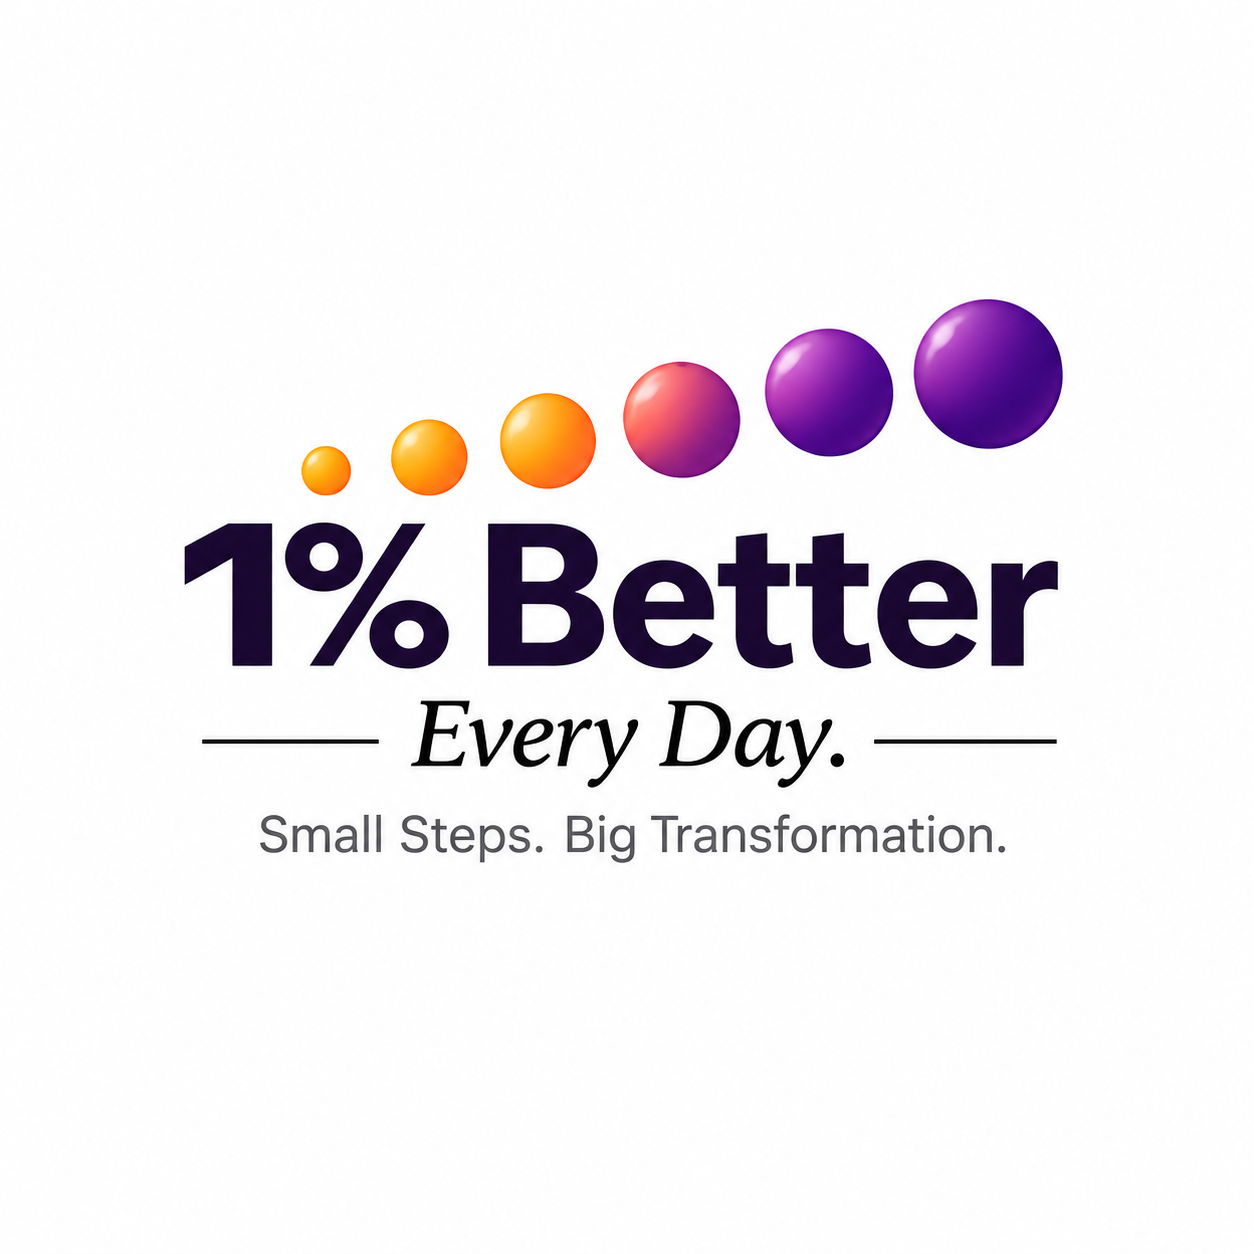 1% Better
Every Day.
Small Steps. Big Transformation.